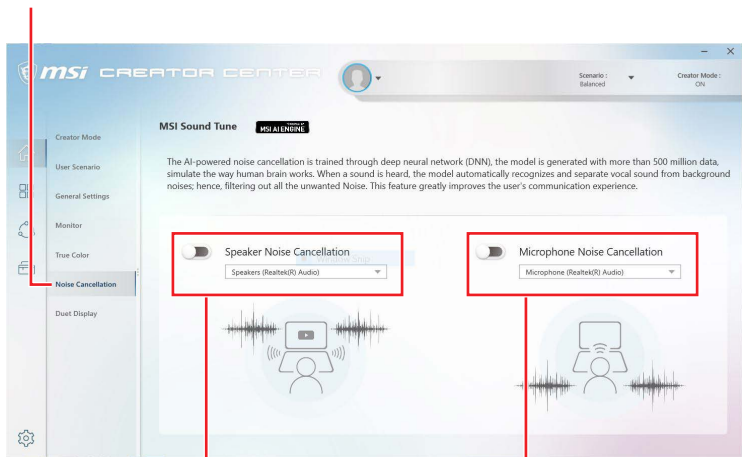 msi CREATOR CENTER
Scenario :
Balanced
Creator Mode :
ON
Creator Mode
User Scenario
General Settings
Monitor
True Color
Noise Cancellation
Duet Display
MSI Sound Tune
POWERED BY
MSI AI ENGINE
The AI-powered noise cancellation is trained through deep neural network (DNN), the model is generated with more than 500 million data,
simulate the way human brain works. When a sound is heard, the model automatically recognizes and separate vocal sound from background
noises; hence, filtering out all the unwanted Noise. This feature greatly improves the user's communication experience.
Speaker Noise Cancellation
Window Snip
Speakers (Realtek(R) Audio)
Microphone Noise Cancellation
Microphone (Realtek(R) Audio)